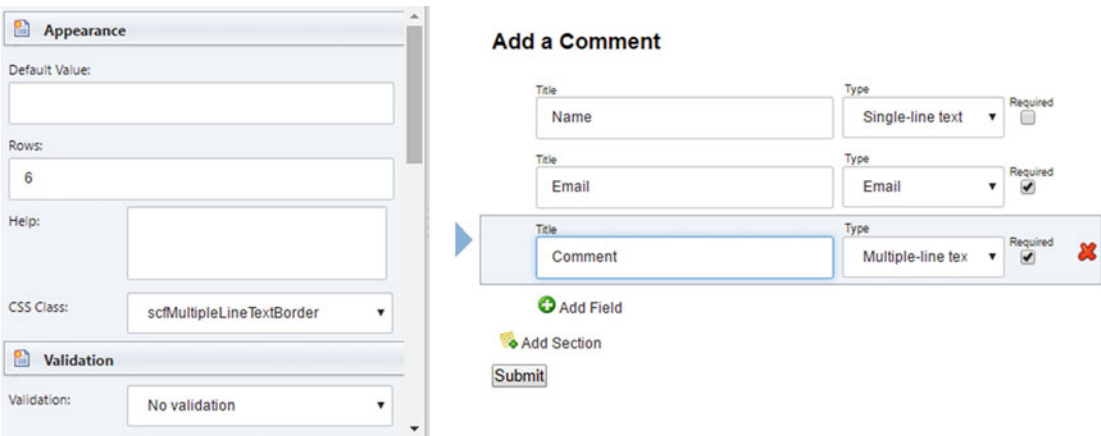 Appearance
Default Value:
Rows:
6
Help:
CSS Class:
scfMultipleLineTextBorder
Validation
Validation:
No validation
Add a Comment
Title
Type
Required
Name
Single-line text
Title
Type
Required
Email
Email
Title
Type
Required
Comment
Multiple-line tex
Add Field
Add Section
Submit